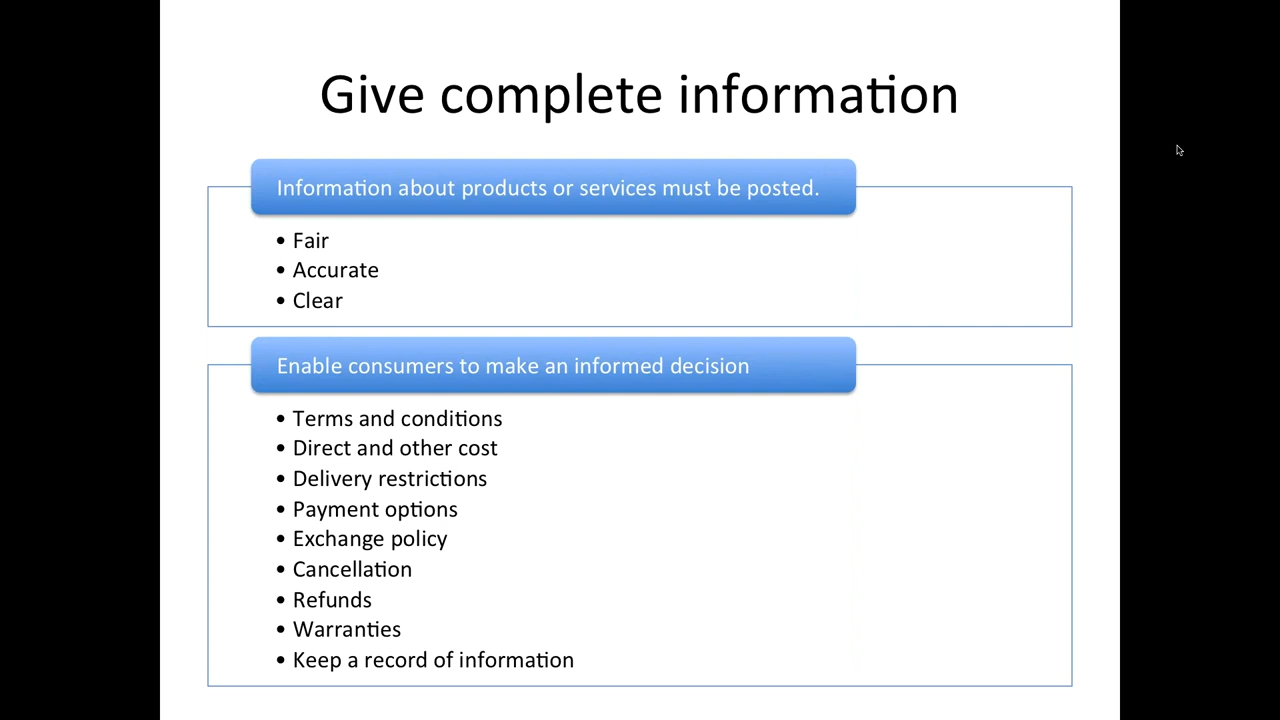 Give complete information
Information about products or services must be posted.
• Fair
• Accurate
• Clear
Enable consumers to make an informed decision
• Terms and conditions
• Direct and other cost
• Delivery restrictions
• Payment options
• Exchange policy
• Cancellation
• Refunds
• Warranties
• Keep a record of information